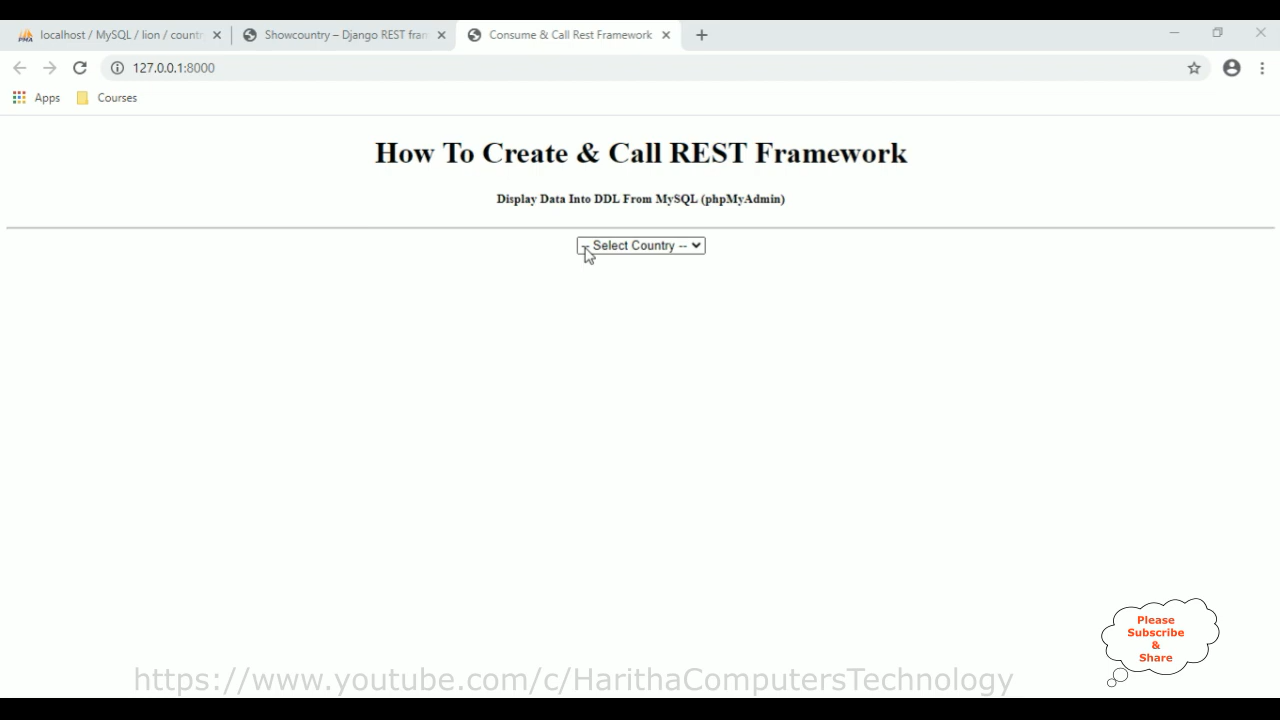 localhost / MySQL / lion / countr
Showcountry – Django REST fran
Consume & Call Rest Framework
127.0.0.1:8000
Apps
Courses
How To Create & Call REST Framework
Display Data Into DDL From MySQL (phpMyAdmin)
-- Select Country --
Please
Subscribe
&
Share
https://www.youtube.com/c/HarithaComputersTechnology